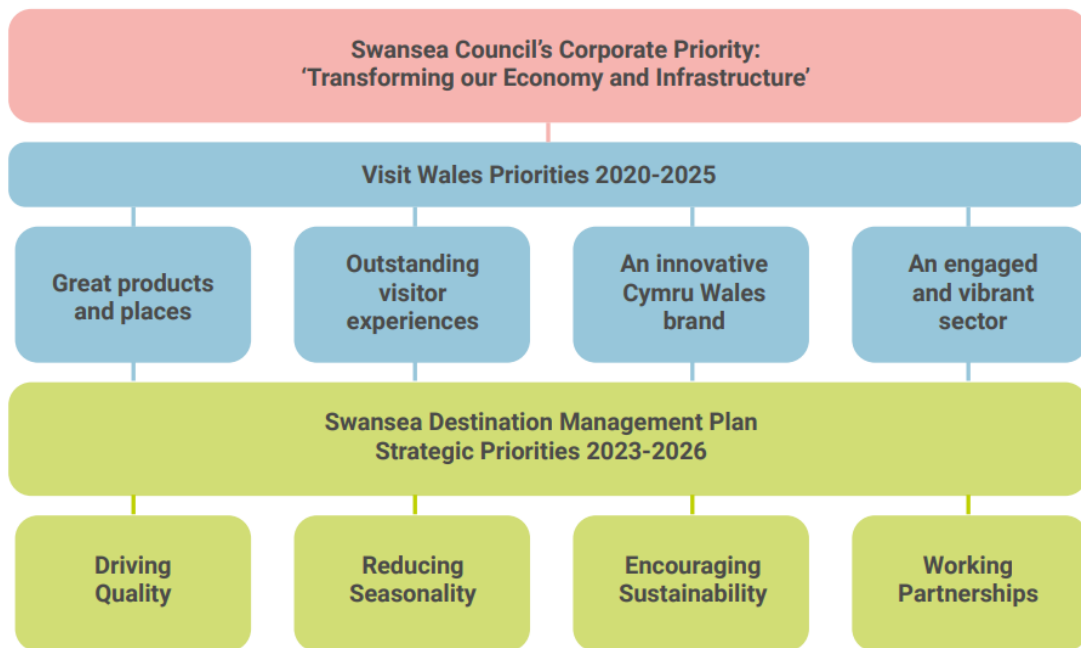 Swansea Council’s Corporate Priority:
‘Transforming our Economy and Infrastructure’
Visit Wales Priorities 2020-2025
Great products
and places
Outstanding
visitor
experiences
An innovative
Cymru Wales
brand
An engaged
and vibrant
sector
Swansea Destination Management Plan
Strategic Priorities 2023-2026
Driving
Quality
Reducing
Seasonality
Encouraging
Sustainability
Working
Partnerships